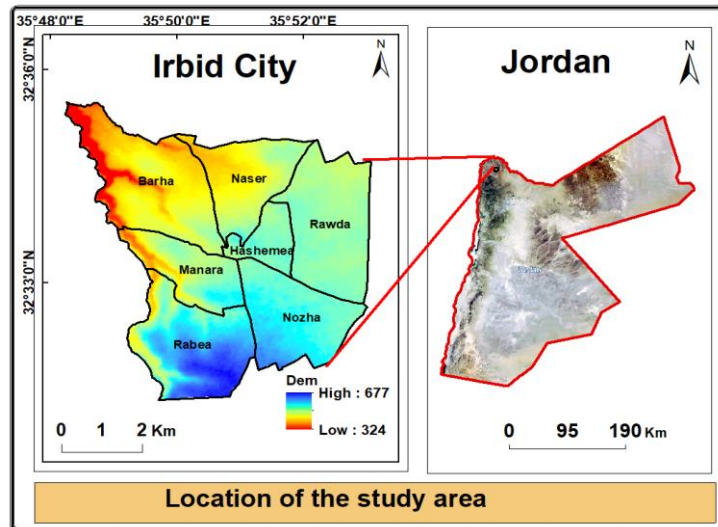 35°48'0"E 35°50'0"E 35°52'0"E
32°36'0"N
32°33'0"N
Irbid City
N
Barha
Naser
Rawda
Hashemea
Manara
Nozha
Rabea
Dem
High : 677
Low : 324
0 1 2 Km
Jordan
N
0 95 190 Km
Location of the study area